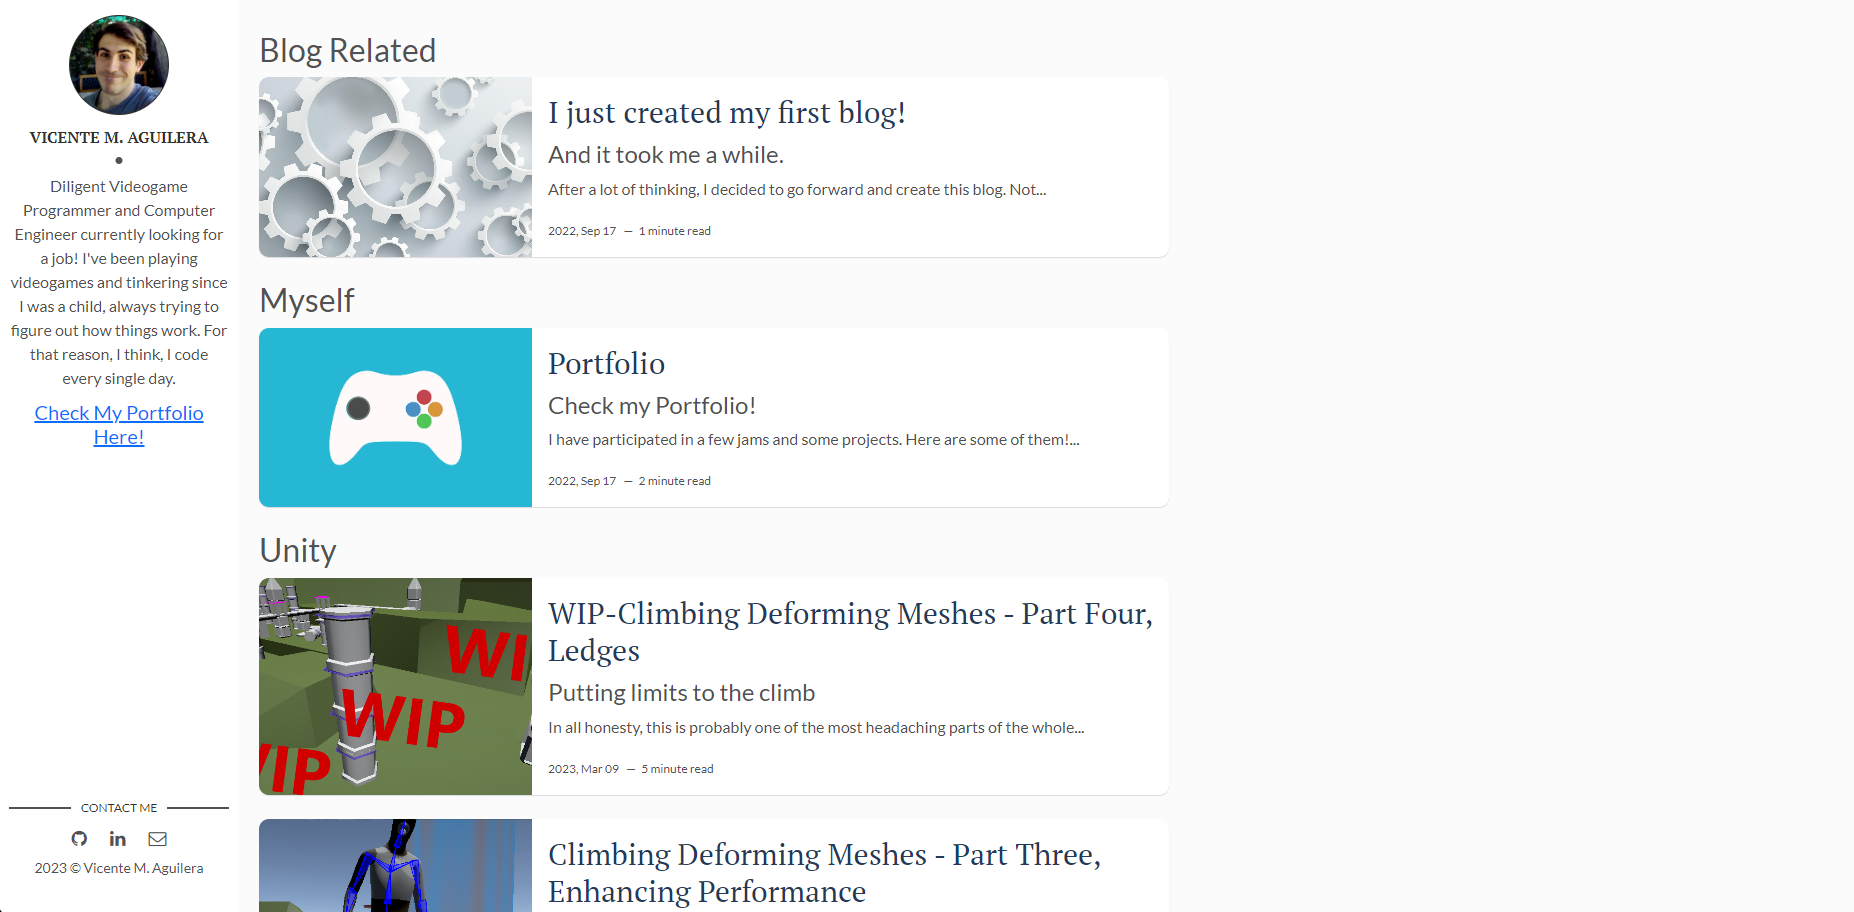 VICENTE M. AGUILERA
Diligent Videogame
Programmer and Computer
Engineer currently looking for
a job! I've been playing
videogames and tinkering since
I was a child, always trying to
figure out how things work. For
that reason, I think, I code
every single day.
Check My Portfolio
Here!
CONTACT ME
2023 © Vicente M. Aguilera
Blog Related
I just created my first blog!
And it took me a while.
After a lot of thinking, I decided to go forward and create this blog. Not...
2022, Sep 17 — 1 minute read
Myself
Portfolio
Check my Portfolio!
I have participated in a few jams and some projects. Here are some of them!...
2022, Sep 17 — 2 minute read
Unity
WI
WIP
WIP
WIP-Climbing Deforming Meshes - Part Four,
Ledges
Putting limits to the climb
In all honesty, this is probably one of the most headaching parts of the whole...
2023, Mar 09 — 5 minute read
Climbing Deforming Meshes - Part Three,
Enhancing Performance